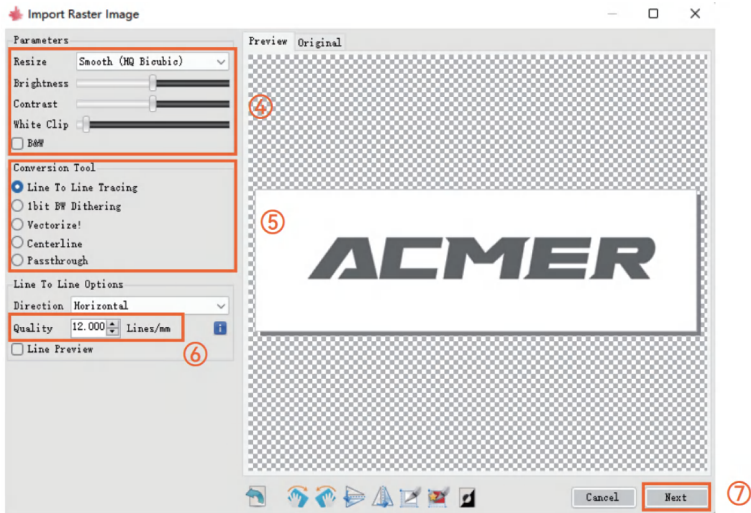 Import Raster Image
Parameters
Resize Smooth (HQ Bicubic)
Brightness
Contrast
White Clip
B&W
④
Conversion Tool
Line To Line Tracing
1bit BW Dithering
Vectorize!
Centerline
Passthrough
⑤
Line To Line Options
Direction Horizontal
Quality 12.000 Lines/mm
Line Preview
⑥
Preview Original
ACMER
Cancel Next
⑦